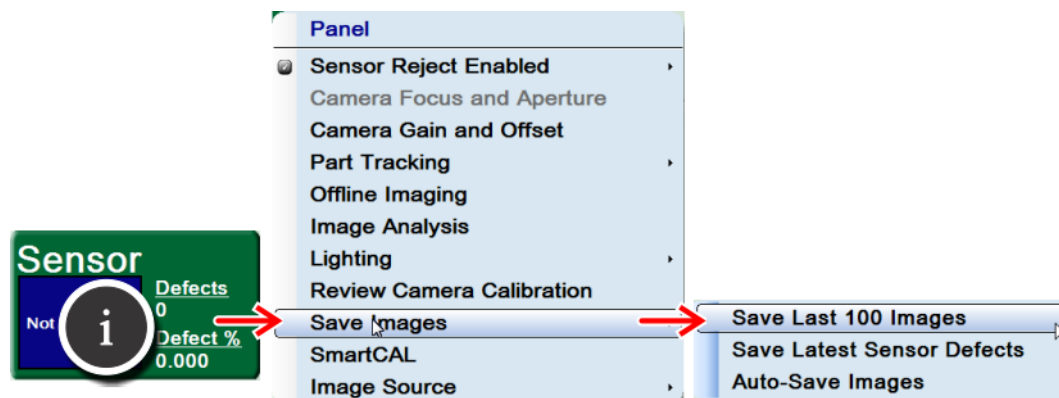 Panel
Sensor Reject Enabled
Camera Focus and Aperture
Camera Gain and Offset
Part Tracking
Offline Imaging
Image Analysis
Lighting
Review Camera Calibration
Save Images
SmartCAL
Image Source
Sensor
Defects
0
Not
i
Defect %
0.000
Save Last 100 Images
Save Latest Sensor Defects
Auto-Save Images